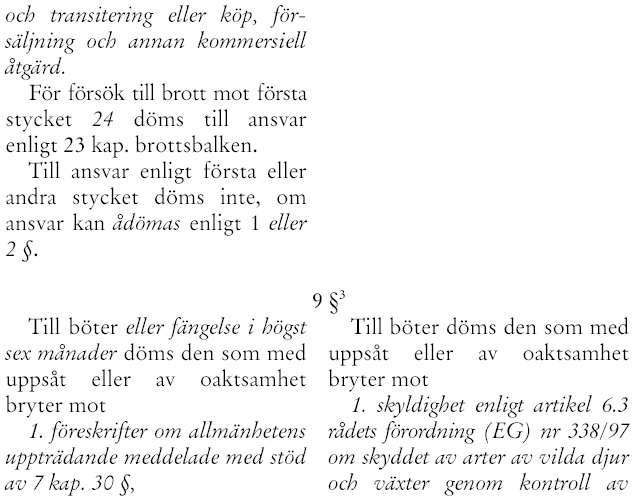 och transitering eller köp, för-
säljning och annan kommersiell
åtgärd.
För försök till brott mot första
stycket 24 döms till ansvar
enligt 23 kap. brottsbalken.
Till ansvar enligt första eller
andra stycket döms inte, om
ansvar kan ådömas enligt 1 eller
2 §.
9 §3
Till böter eller fängelse i högst
sex månader döms den som med
uppsåt eller av oaktsamhet
bryter mot
1. föreskrifter om allmänhetens
uppträdande meddelade med stöd
av 7 kap. 30 §,
Till böter döms den som med
uppsåt eller av oaktsamhet
bryter mot
1. skyldighet enligt artikel 6.3
rådets förordning (EG) nr 338/97
om skyddet av arter av vilda djur
och växter genom kontroll av